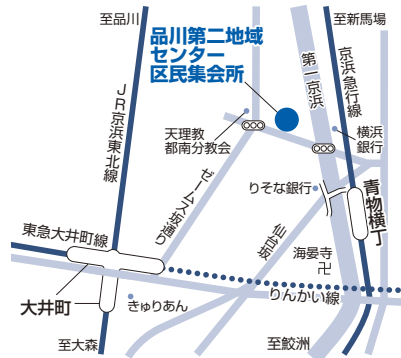 至品川
至新馬場
品川第二地域
センター
区民集会所
第一京浜
京浜急行線
JR京浜東北線
天理教
都南分教会
横浜
銀行
ゼームス坂通り
りそな銀行
青物横丁
仙台坂
東急大井町線
海晏寺
卍
大井町
きゅりあん
りんかい線
至大森
至鮫洲